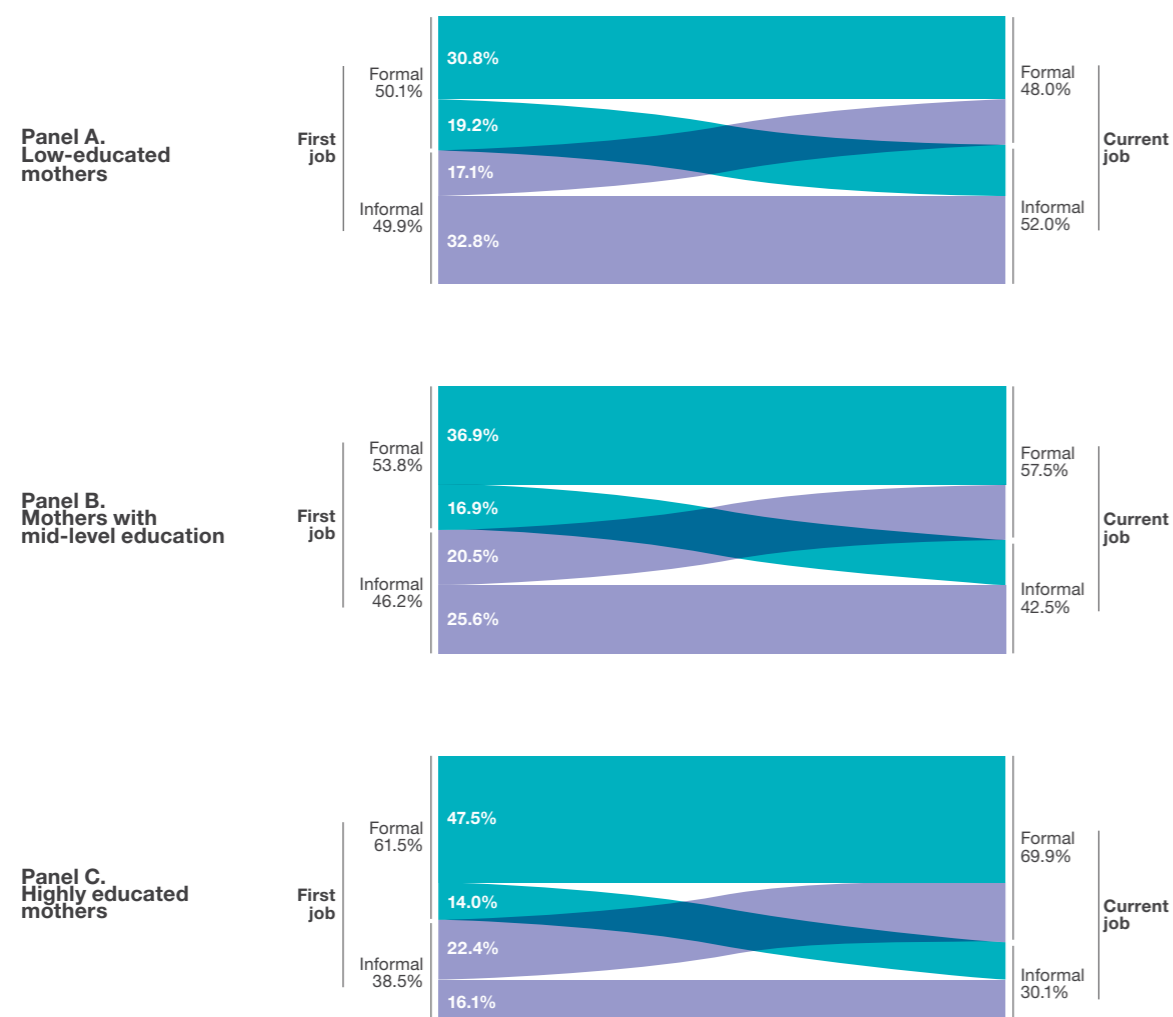 Panel A.
Low-educated
mothers
First
job
Formal
50.1%
Informal
49.9%
30.8%
19.2%
17.1%
32.8%
Formal
48.0%
Informal
52.0%
Current
job
Panel B.
Mothers with
mid-level education
First
job
Formal
53.8%
Informal
46.2%
36.9%
16.9%
20.5%
25.6%
Formal
57.5%
Informal
42.5%
Current
job
Panel C.
Highly educated
mothers
First
job
Formal
61.5%
Informal
38.5%
47.5%
14.0%
22.4%
16.1%
Formal
69.9%
Informal
30.1%
Current
job